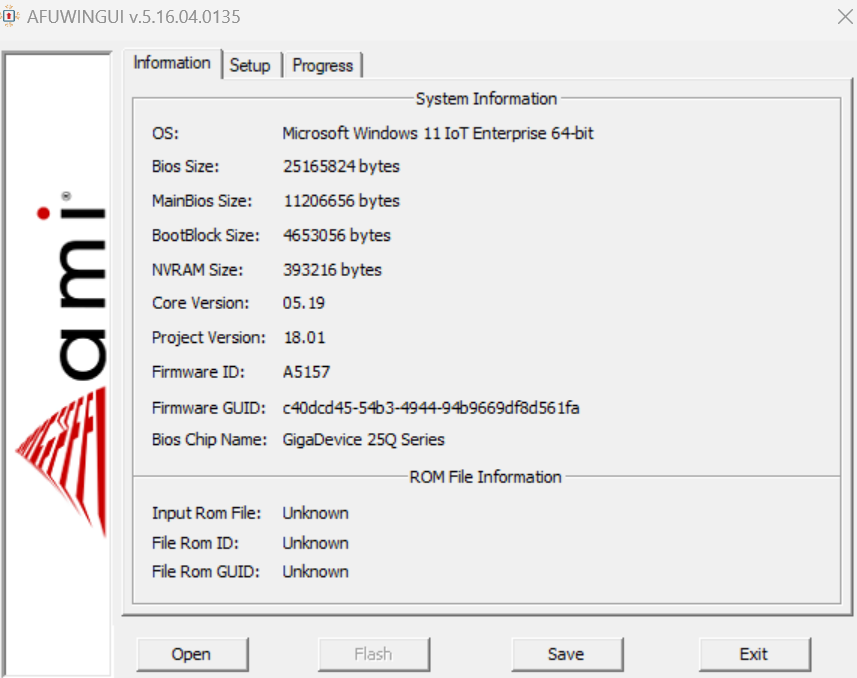 AFUWINGUI v.5.16.04.0135
Information Setup Progress
System Information
OS: Microsoft Windows 11 IoT Enterprise 64-bit
Bios Size: 25165824 bytes
MainBios Size: 11206656 bytes
BootBlock Size: 4653056 bytes
NVRAM Size: 393216 bytes
Core Version: 05.19
Project Version: 18.01
Firmware ID: A5157
Firmware GUID: c40dcd45-54b3-4944-94b9669df8d561fa
Bios Chip Name: GigaDevice 25Q Series
ROM File Information
Input Rom File: Unknown
File Rom ID: Unknown
File Rom GUID: Unknown
ami®
Open Flash Save Exit